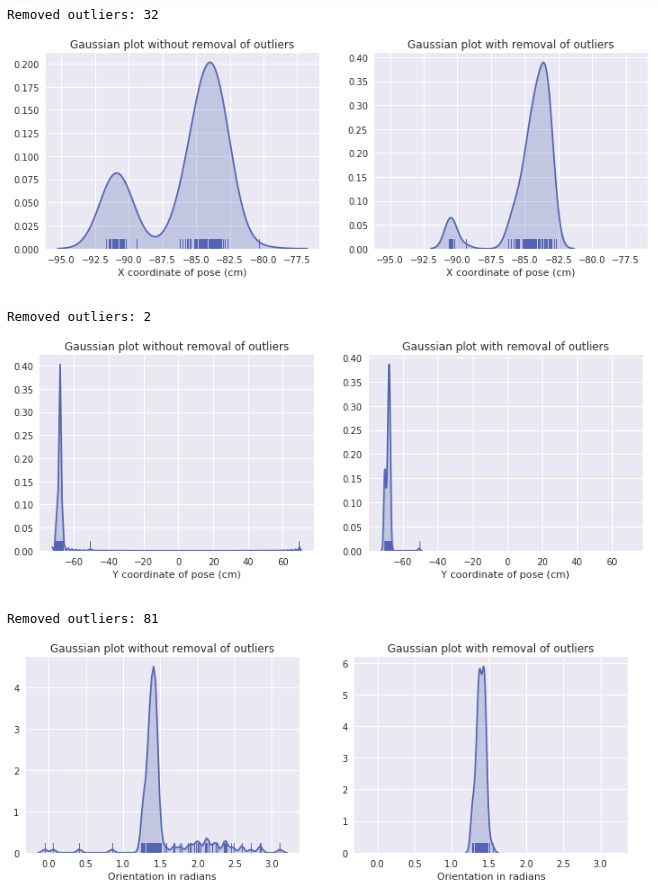 Removed outliers: 32
Gaussian plot without removal of outliers
0.200
0.175
0.150
0.125
0.100
0.075
0.050
0.025
0.000
−95.0 −92.5 −90.0 −87.5 −85.0 −82.5 −80.0 −77.5
X coordinate of pose (cm)
Gaussian plot with removal of outliers
0.40
0.35
0.30
0.25
0.20
0.15
0.10
0.05
0.00
−95.0 −92.5 −90.0 −87.5 −85.0 −82.5 −80.0 −77.5
X coordinate of pose (cm)
Removed outliers: 2
Gaussian plot without removal of outliers
0.40
0.35
0.30
0.25
0.20
0.15
0.10
0.05
0.00
−60 −40 −20 0 20 40 60
Y coordinate of pose (cm)
Gaussian plot with removal of outliers
0.40
0.35
0.30
0.25
0.20
0.15
0.10
0.05
0.00
−60 −40 −20 0 20 40 60
Y coordinate of pose (cm)
Removed outliers: 81
Gaussian plot without removal of outliers
4
3
2
1
0
0.0 0.5 1.0 1.5 2.0 2.5 3.0
Orientation in radians
Gaussian plot with removal of outliers
6
5
4
3
2
1
0
0.0 0.5 1.0 1.5 2.0 2.5 3.0
Orientation in radians